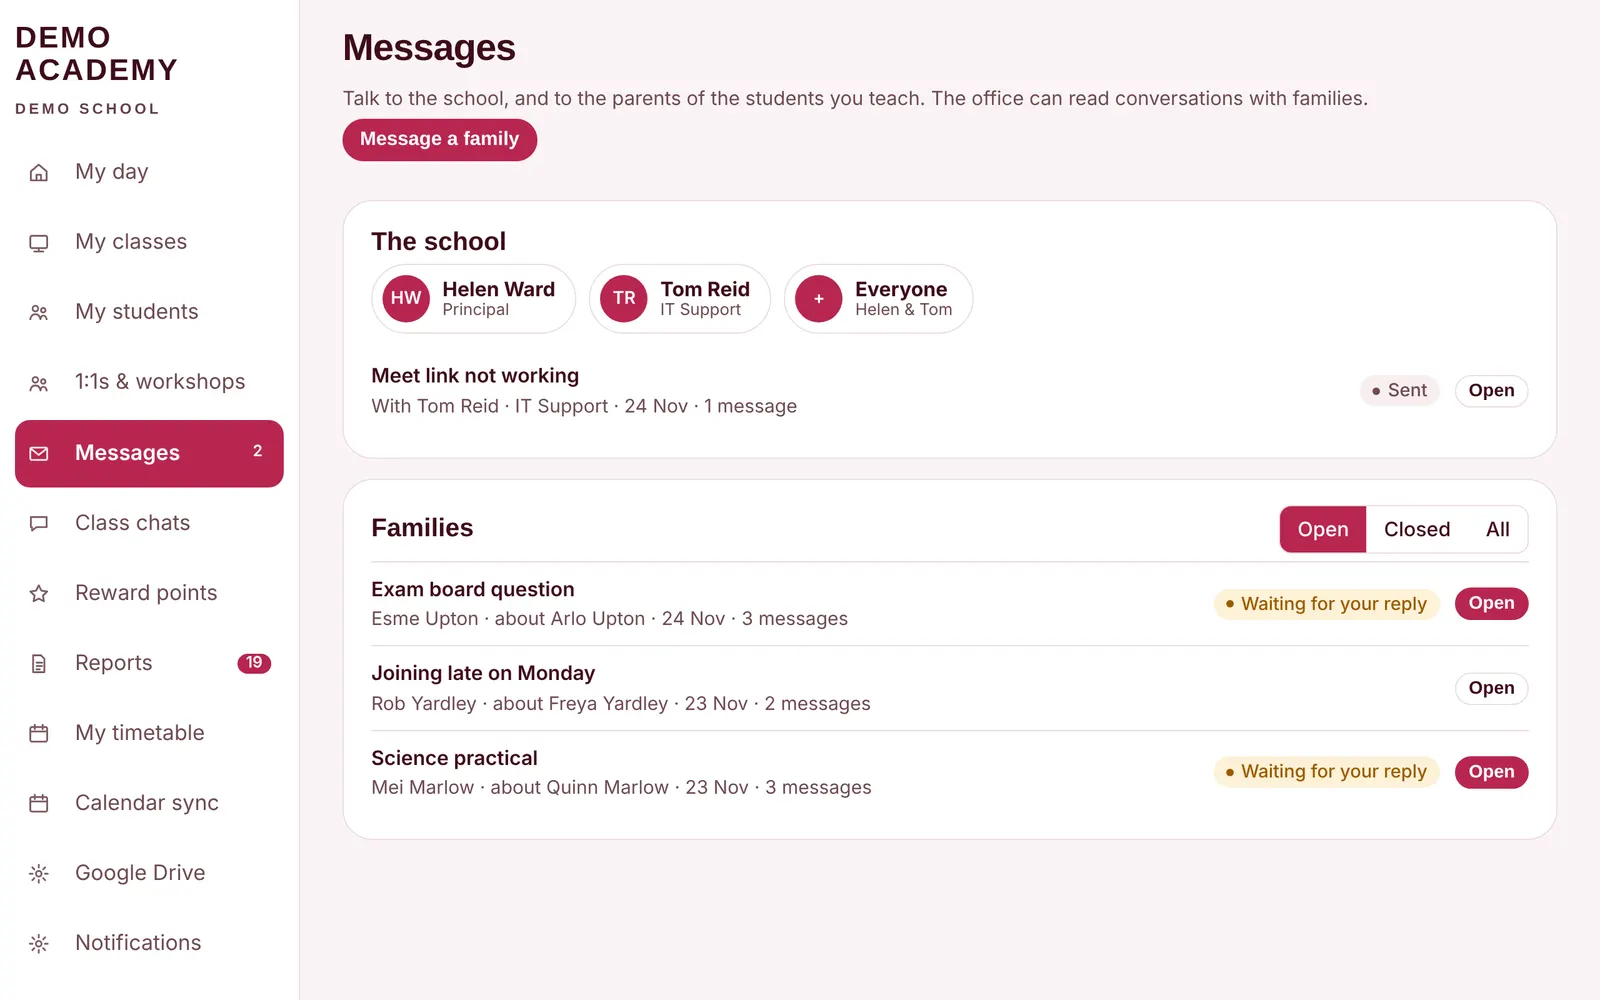 DEMO
ACADEMY
DEMO SCHOOL
My day
My classes
My students
1:1s & workshops
Messages 2
Class chats
Reward points
Reports 19
My timetable
Calendar sync
Google Drive
Notifications
Messages
Talk to the school, and to the parents of the students you teach. The office can read conversations with families.
Message a family
The school
HW Helen Ward
Principal
TR Tom Reid
IT Support
+ Everyone
Helen & Tom
Meet link not working
With Tom Reid · IT Support · 24 Nov · 1 message
• Sent Open
Families
Open Closed All
Exam board question
Esme Upton · about Arlo Upton · 24 Nov · 3 messages
• Waiting for your reply Open
Joining late on Monday
Rob Yardley · about Freya Yardley · 23 Nov · 2 messages
Open
Science practical
Mei Marlow · about Quinn Marlow · 23 Nov · 3 messages
• Waiting for your reply Open